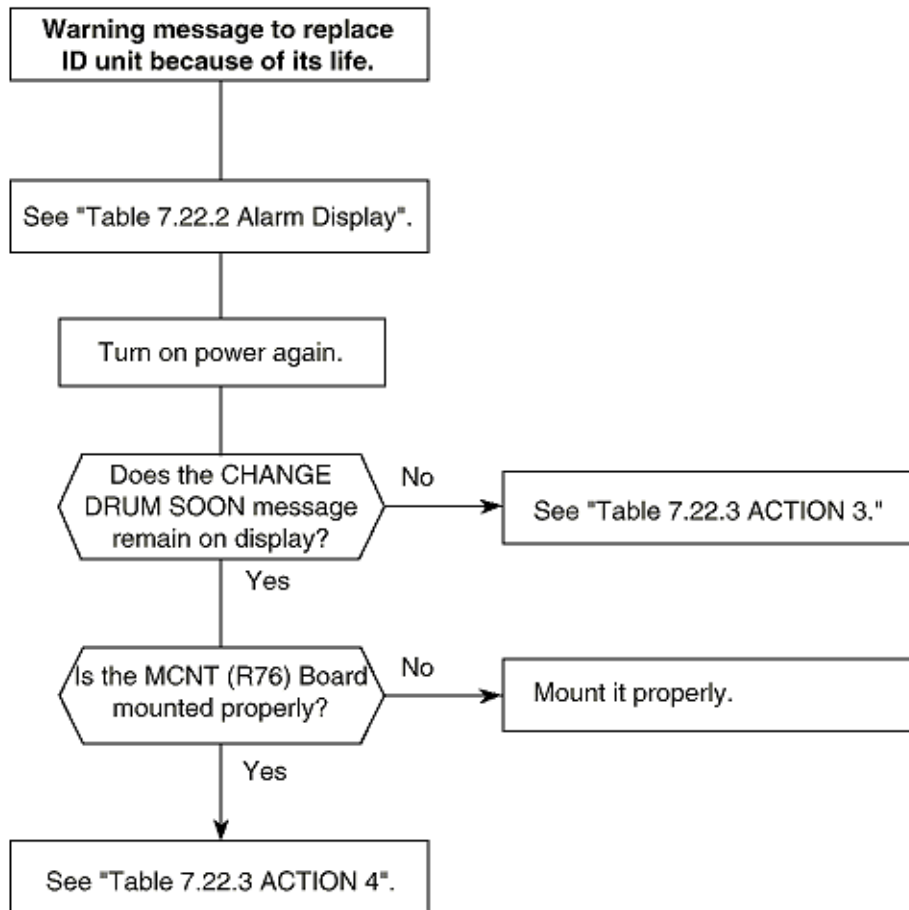 Warning message to replace
ID unit because of its life.
See "Table 7.22.2 Alarm Display".
Turn on power again.
Does the CHANGE
DRUM SOON message
remain on display?
No
See "Table 7.22.3 ACTION 3."
Yes
Is the MCNT (R76) Board
mounted properly?
No
Mount it properly.
Yes
See "Table 7.22.3 ACTION 4".